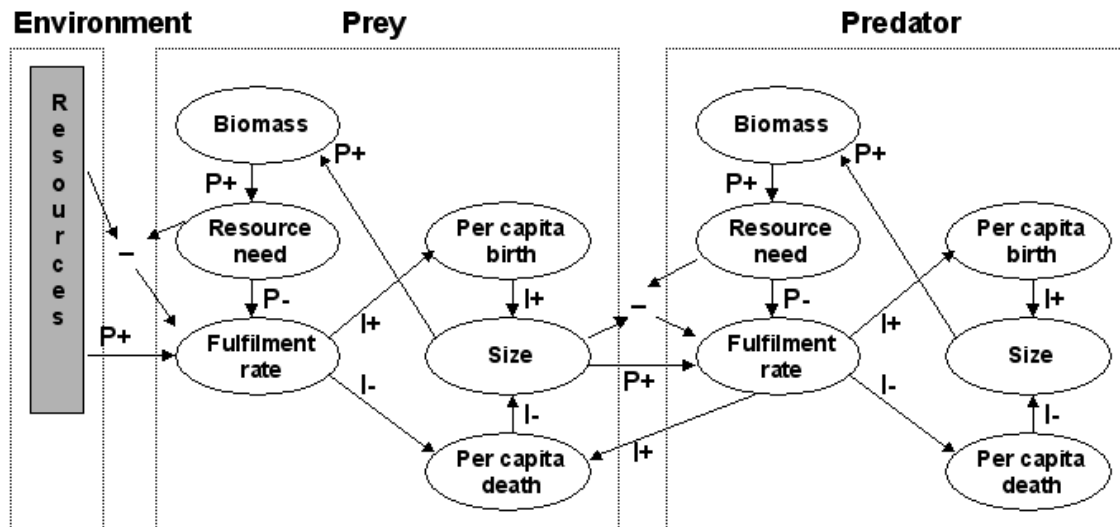 Environment
Prey
Predator
Resources
Biomass
P+
P+
Resource
need
Per capita
birth
–
P-
I+
I+
P+
Fulfilment
rate
Size
I-
I-
Per capita
death
Biomass
P+
P+
Resource
need
Per capita
birth
–
P-
I+
I+
P+
Fulfilment
rate
Size
I-
I-
I+
Per capita
death